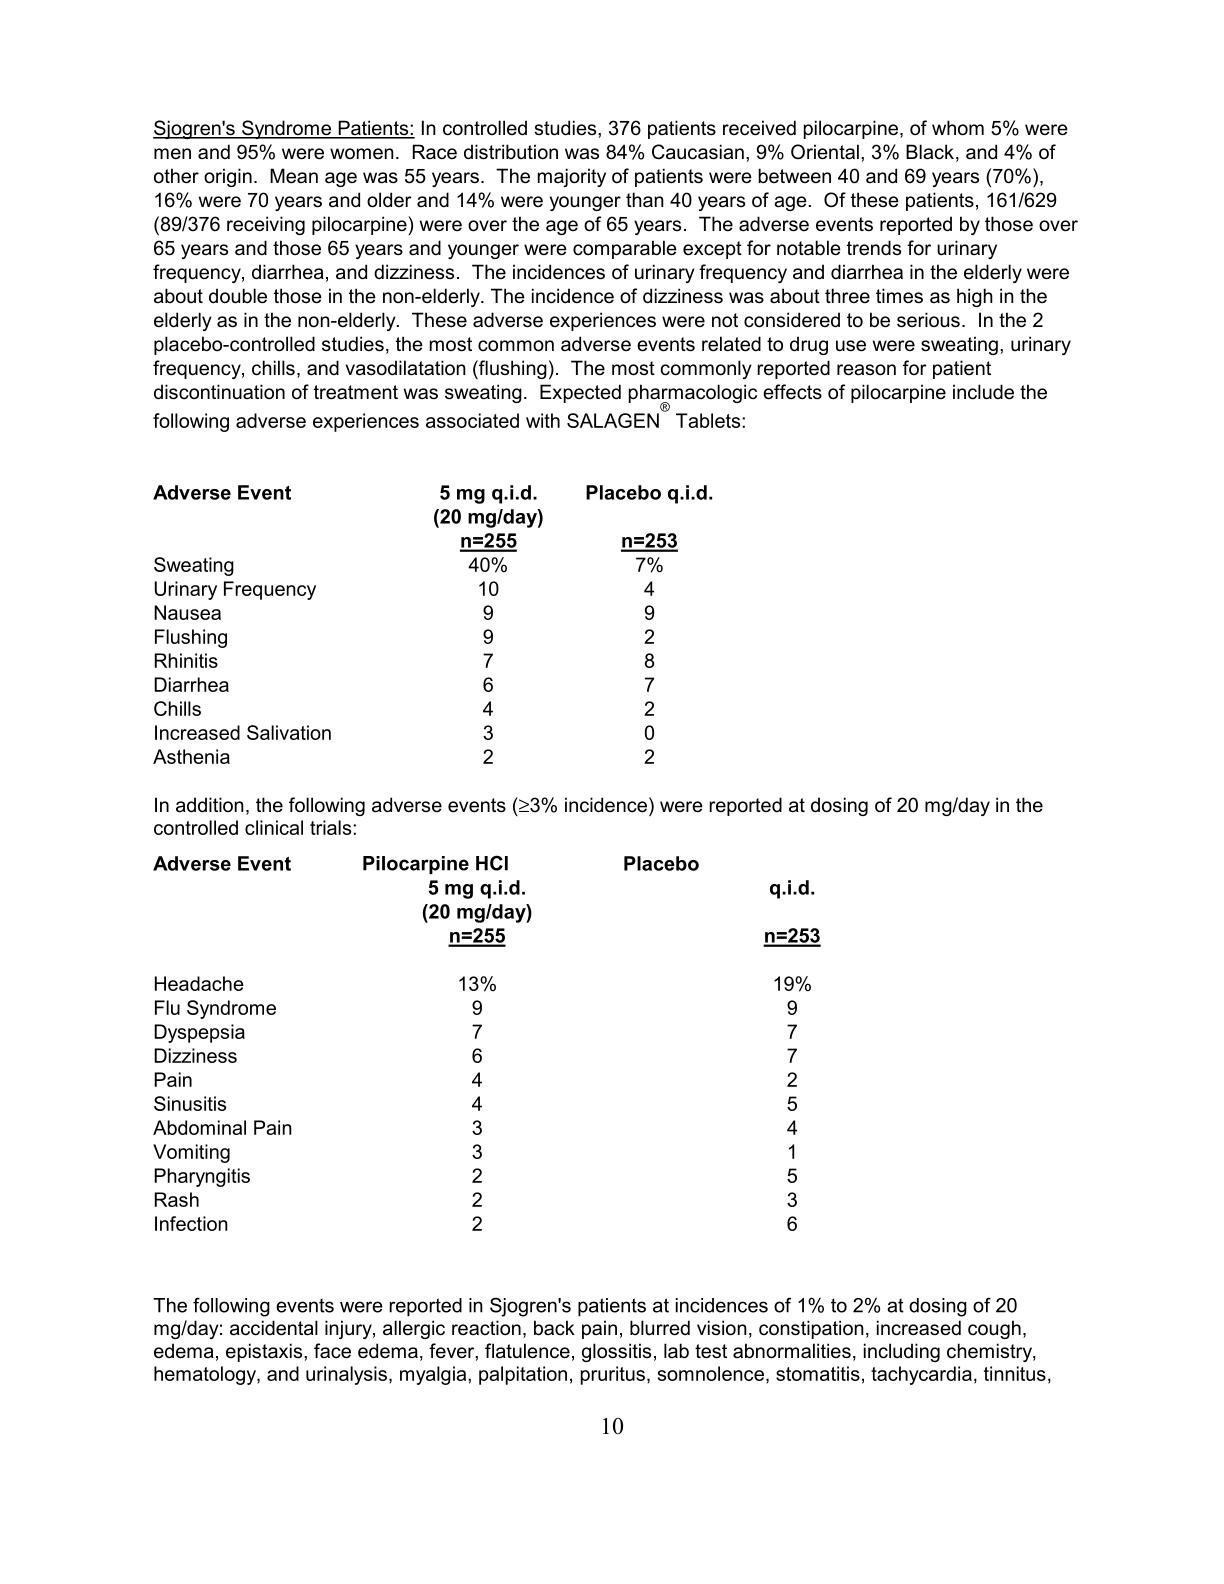 Sjogren's Syndrome Patients: In controlled studies, 376 patients received pilocarpine, of whom 5% were
men and 95% were women.  Race distribution was 84% Caucasian, 9% Oriental, 3% Black, and 4% of
other origin.  Mean age was 55 years.  The majority of patients were between 40 and 69 years (70%),
16% were 70 years and older and 14% were younger than 40 years of age.  Of these patients, 161/629
(89/376 receiving pilocarpine) were over the age of 65 years.  The adverse events reported by those over
65 years and those 65 years and younger were comparable except for notable trends for urinary
frequency, diarrhea, and dizziness.  The incidences of urinary frequency and diarrhea in the elderly were
about double those in the non-elderly. The incidence of dizziness was about three times as high in the
elderly as in the non-elderly.  These adverse experiences were not considered to be serious.  In the 2
placebo-controlled studies, the most common adverse events related to drug use were sweating, urinary
frequency, chills, and vasodilatation (flushing).  The most commonly reported reason for patient
discontinuation of treatment was sweating.  Expected pharmacologic effects of pilocarpine include the
following adverse experiences associated with SALAGEN® Tablets:
Adverse Event 5 mg q.i.d. Placebo q.i.d.
(20 mg/day)
n=255 n=253
Sweating 40% 7%
Urinary Frequency 10 4
Nausea 9 9
Flushing 9 2
Rhinitis 7 8
Diarrhea 6 7
Chills 4 2
Increased Salivation 3 0
Asthenia 2 2
In addition, the following adverse events (≥3% incidence) were reported at dosing of 20 mg/day in the
controlled clinical trials:
Adverse Event Pilocarpine HCl Placebo
5 mg q.i.d. q.i.d.
(20 mg/day)
n=255 n=253
Headache 13% 19%
Flu Syndrome 9 9
Dyspepsia 7 7
Dizziness 6 7
Pain 4 2
Sinusitis 4 5
Abdominal Pain 3 4
Vomiting 3 1
Pharyngitis 2 5
Rash 2 3
Infection 2 6
The following events were reported in Sjogren's patients at incidences of 1% to 2% at dosing of 20
mg/day: accidental injury, allergic reaction, back pain, blurred vision, constipation, increased cough,
edema, epistaxis, face edema, fever, flatulence, glossitis, lab test abnormalities, including chemistry,
hematology, and urinalysis, myalgia, palpitation, pruritus, somnolence, stomatitis, tachycardia, tinnitus,
10